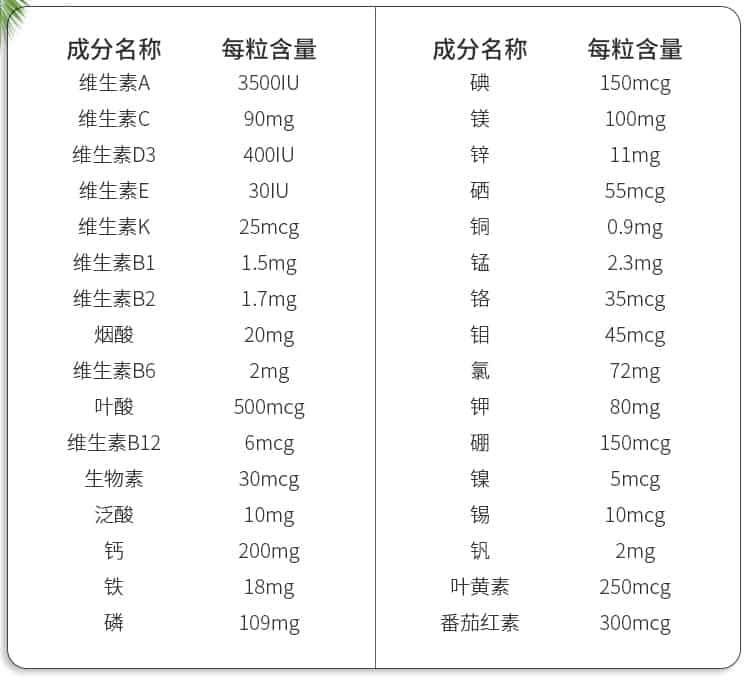 成分名称 每粒含量
维生素A 3500IU
维生素C 90mg
维生素D3 400IU
维生素E 30IU
维生素K 25mcg
维生素B1 1.5mg
维生素B2 1.7mg
烟酸 20mg
维生素B6 2mg
叶酸 500mcg
维生素B12 6mcg
生物素 30mcg
泛酸 10mg
钙 200mg
铁 18mg
磷 109mg
成分名称 每粒含量
碘 150mcg
镁 100mg
锌 11mg
硒 55mcg
铜 0.9mg
锰 2.3mg
铬 35mcg
钼 45mcg
氯 72mg
钾 80mg
硼 150mcg
镍 5mcg
锡 10mcg
钒 2mg
叶黄素 250mcg
番茄红素 300mcg